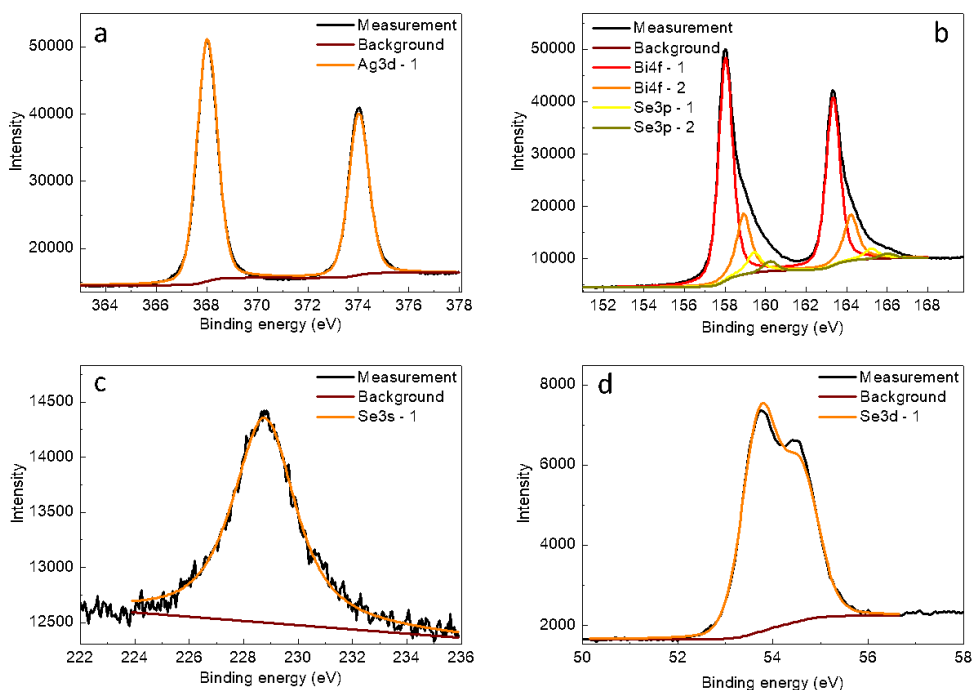 a
Measurement
Background
Ag3d - 1
50000
40000
30000
20000
Intensity
364 366 368 370 372 374 376 378
Binding energy (eV)
b
Measurement
Background
Bi4f - 1
Bi4f - 2
Se3p - 1
Se3p - 2
50000
40000
30000
20000
10000
Intensity
152 154 156 158 160 162 164 166 168
Binding energy (eV)
c
Measurement
Background
Se3s - 1
14500
14000
13500
13000
12500
Intensity
222 224 226 228 230 232 234 236
Binding energy (eV)
d
Measurement
Background
Se3d - 1
8000
6000
4000
2000
Intensity
50 52 54 56 58
Binding energy (eV)